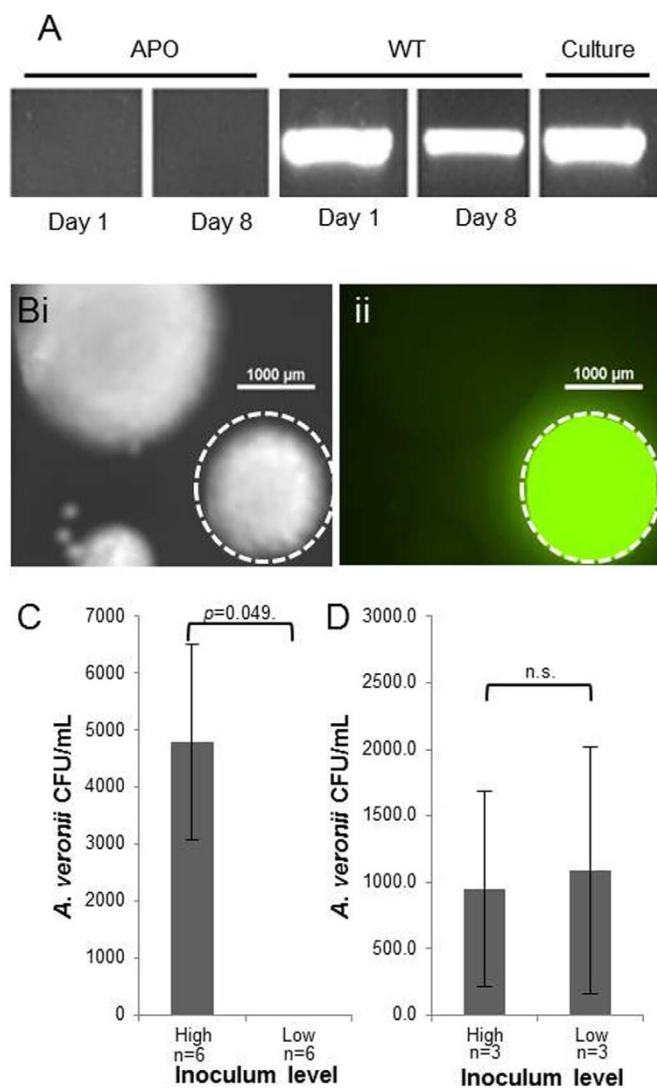 A
APO WT Culture
Day 1 Day 8 Day 1 Day 8
Bi ii
1000 µm 1000 µm
C D
p=0.049.
n.s.
A. veronii CFU/mL
7000
6000
5000
4000
3000
2000
1000
0
High Low
n=6 n=6
Inoculum level
A. veronii CFU/mL
3000.0
2500.0
2000.0
1500.0
1000.0
500.0
0.0
High Low
n=3 n=3
Inoculum level